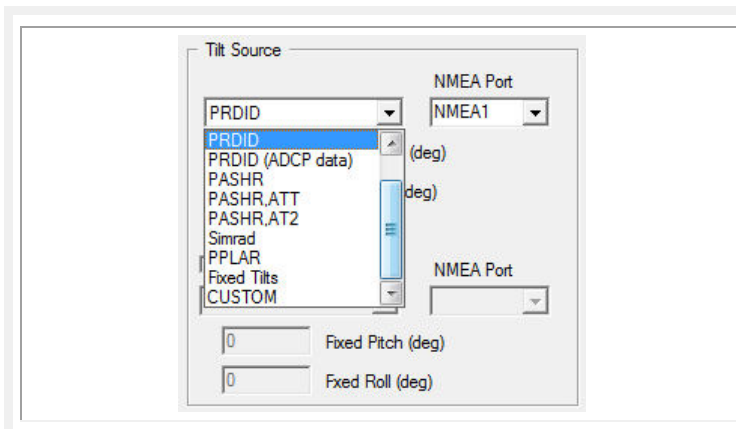 Tilt Source
NMEA Port
PRDID NMEA1
PRDID
PRDID (ADCP data) (deg)
PASHR
PASHR,ATT deg)
PASHR,AT2
Simrad
PPLAR NMEA Port
Fixed Tilts
CUSTOM
0 Fixed Pitch (deg)
0 Fixed Roll (deg)